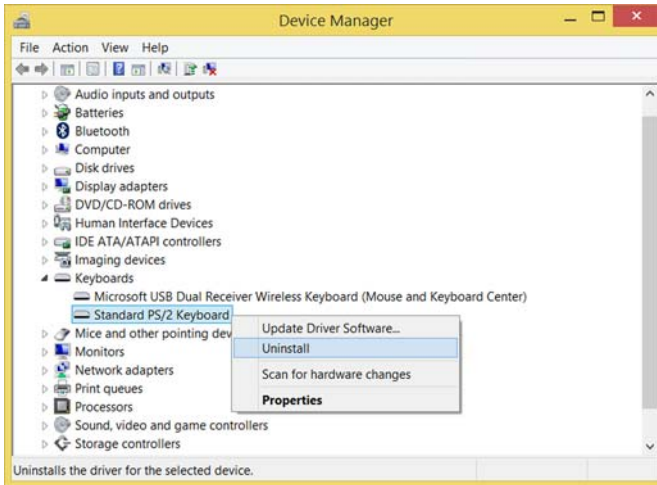 Device Manager
File Action View Help
Audio inputs and outputs
Batteries
Bluetooth
Computer
Disk drives
Display adapters
DVD/CD-ROM drives
Human Interface Devices
IDE ATA/ATAPI controllers
Imaging devices
Keyboards
Microsoft USB Dual Receiver Wireless Keyboard (Mouse and Keyboard Center)
Standard PS/2 Keyboard
Mice and other pointing dev
Monitors
Network adapters
Print queues
Processors
Sound, video and game controllers
Storage controllers
Update Driver Software...
Uninstall
Scan for hardware changes
Properties
Uninstalls the driver for the selected device.